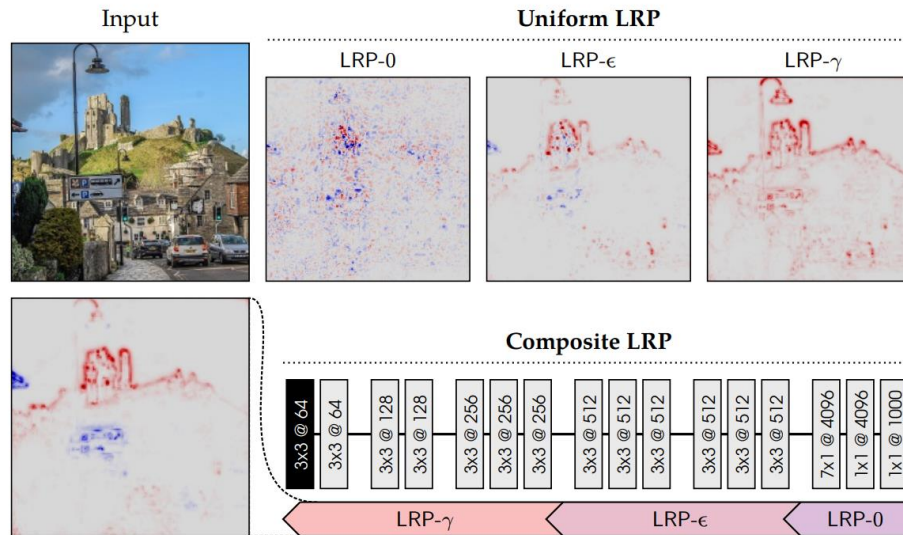 Input
Uniform LRP
LRP-0
LRP-ϵ
LRP-γ
Composite LRP
3x3 @ 64
3x3 @ 64
3x3 @ 128
3x3 @ 128
3x3 @ 256
3x3 @ 256
3x3 @ 256
3x3 @ 512
3x3 @ 512
3x3 @ 512
3x3 @ 512
3x3 @ 512
3x3 @ 512
7x1 @ 4096
1x1 @ 4096
1x1 @ 1000
LRP-γ
LRP-ϵ
LRP-0